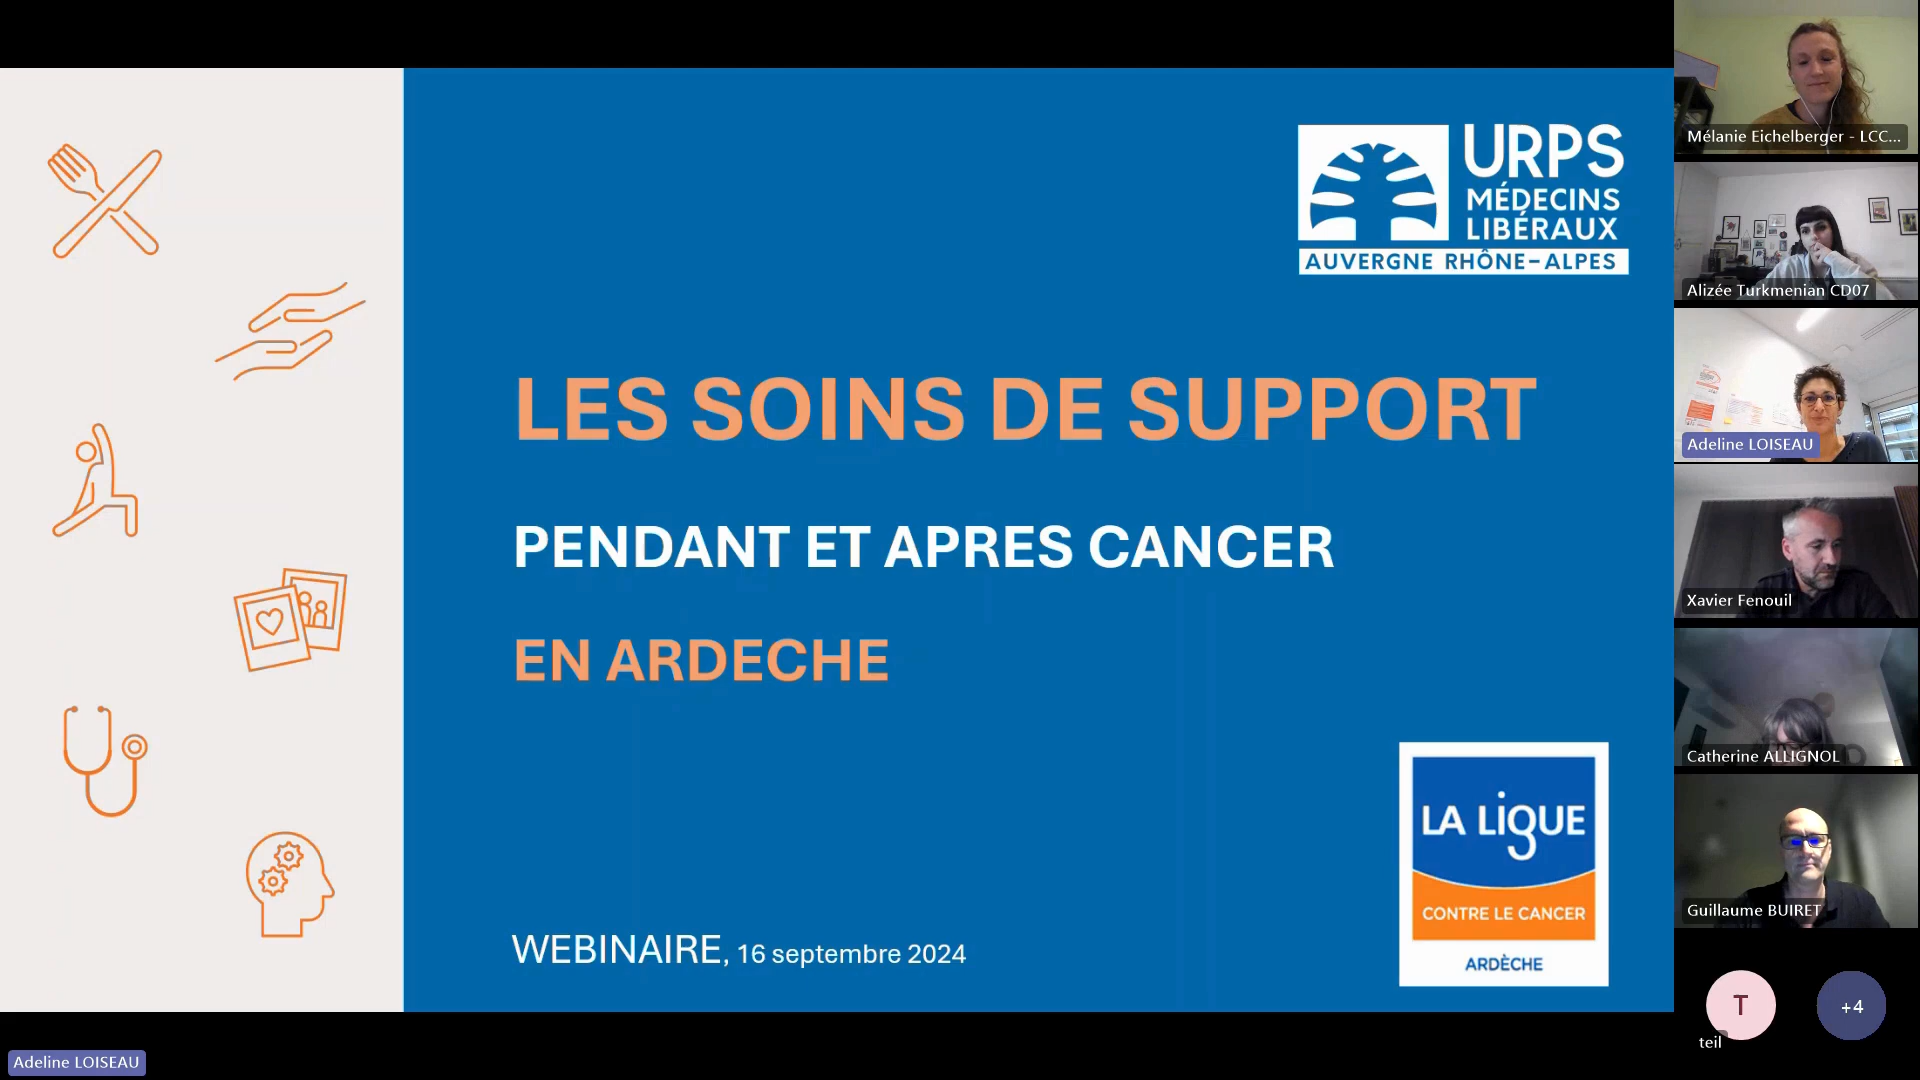 URPS
MÉDECINS
LIBÉRAUX
AUVERGNE RHÔNE-ALPES
LES SOINS DE SUPPORT
PENDANT ET APRES CANCER
EN ARDECHE
WEBINAIRE, 16 septembre 2024
LA LIGUE
CONTRE LE CANCER
ARDÈCHE
Adeline LOISEAU
Mélanie Eichelberger - LCC...
Alizée Turkmenian CD07
Adeline LOISEAU
Xavier Fenouil
Catherine ALLIGNOL
Guillaume BUIRET
T
teil
+4